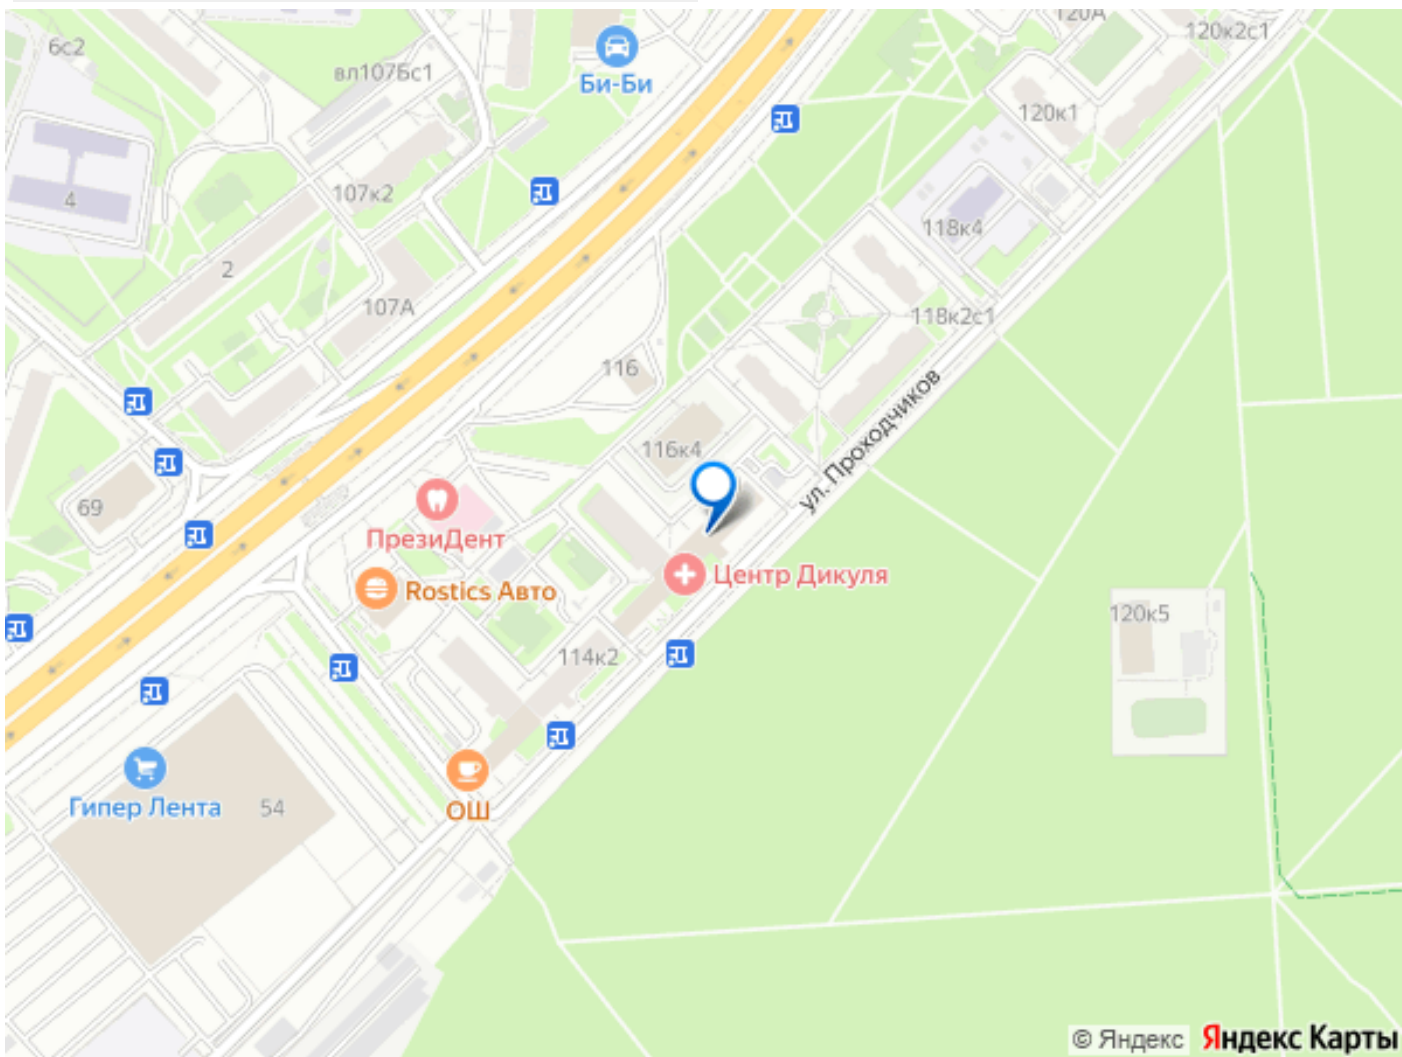 120А
120к2с1
6с2
вл107Бс1
Би-Би
120к1
4
107к2
118к4
2
107А
118к2с1
116
ул. Проходчиков
116к4
69
ПрезиДент
Rostics Авто
Центр Дикуля
120к5
114к2
Гипер Лента
54
ОШ
© Яндекс Яндекс Карты